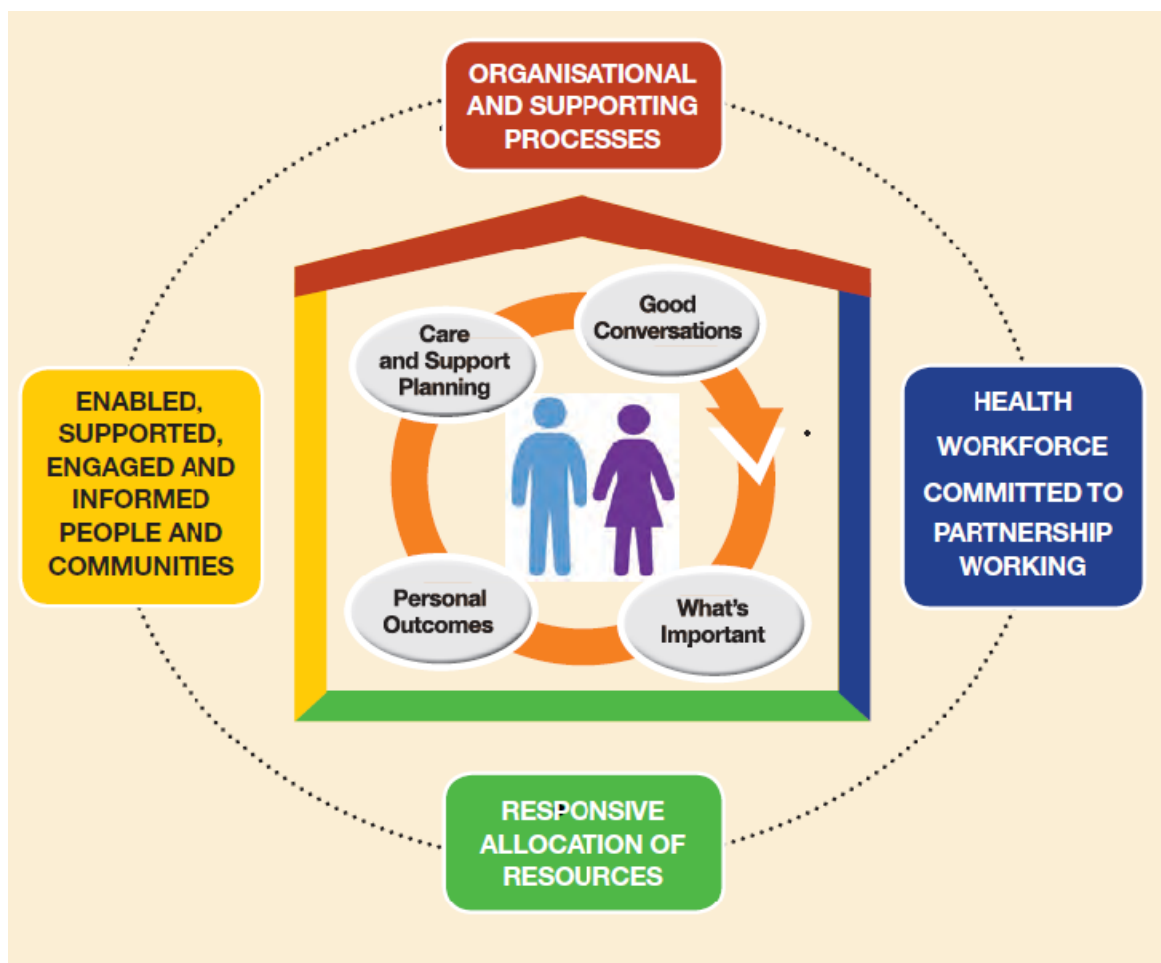 ORGANISATIONAL
AND SUPPORTING
PROCESSES
Good
Conversations
Care
and Support
Planning
ENABLED,
SUPPORTED,
ENGAGED AND
INFORMED
PEOPLE AND
COMMUNITIES
HEALTH
WORKFORCE
COMMITTED TO
PARTNERSHIP
WORKING
Personal
Outcomes
What's
Important
RESPONSIVE
ALLOCATION OF
RESOURCES